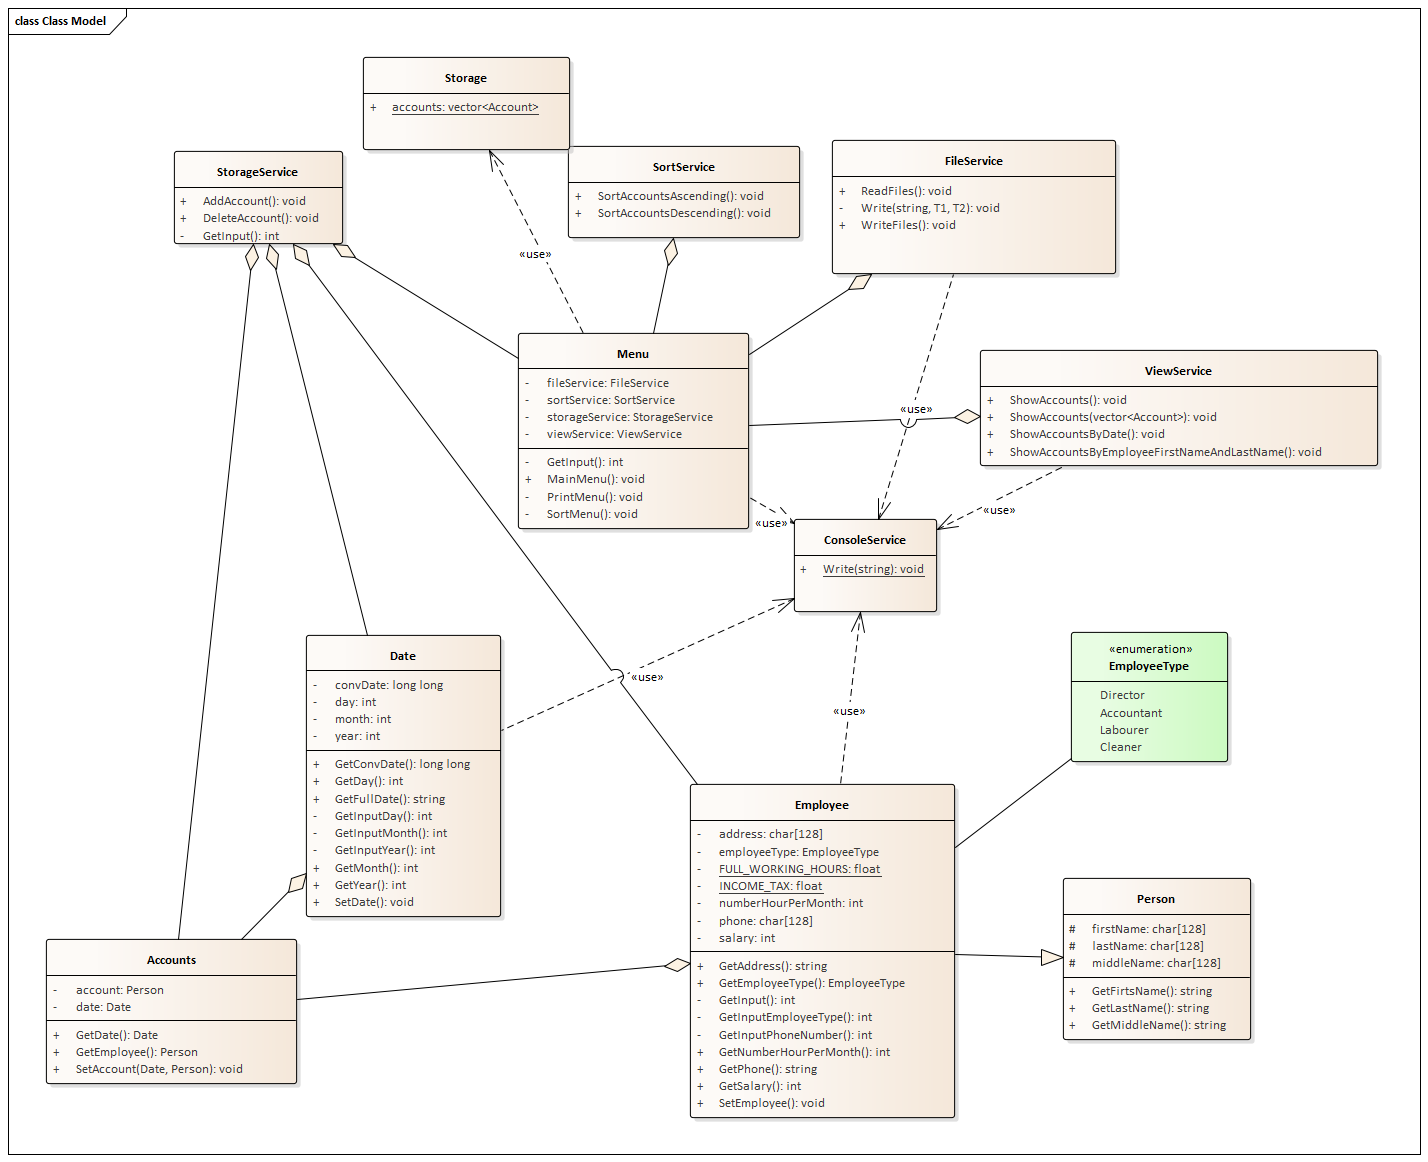 class Class Model
Storage
+ accounts: vector<Account>
StorageService
+ AddAccount(): void
+ DeleteAccount(): void
- GetInput(): int
SortService
+ SortAccountsAscending(): void
+ SortAccountsDescending(): void
FileService
+ ReadFiles(): void
- Write(string, T1, T2): void
+ WriteFiles(): void
«use»
Menu
- fileService: FileService
- sortService: SortService
- storageService: StorageService
- viewService: ViewService
- GetInput(): int
+ MainMenu(): void
- PrintMenu(): void
- SortMenu(): void
ViewService
+ ShowAccounts(): void
+ ShowAccounts(vector<Account>): void
+ ShowAccountsByDate(): void
+ ShowAccountsByEmployeeFirstNameAndLastName(): void
«use»
«use»
«use»
ConsoleService
+ Write(string): void
Date
- convDate: long long
- day: int
- month: int
- year: int
+ GetConvDate(): long long
+ GetDay(): int
+ GetFullDate(): string
- GetInputDay(): int
- GetInputMonth(): int
- GetInputYear(): int
+ GetMonth(): int
+ GetYear(): int
+ SetDate(): void
«use»
«use»
«enumeration»
EmployeeType
Director
Accountant
Labourer
Cleaner
Employee
- address: char[128]
- employeeType: EmployeeType
- FULL_WORKING_HOURS: float
- INCOME_TAX: float
- numberHourPerMonth: int
- phone: char[128]
- salary: int
+ GetAddress(): string
+ GetEmployeeType(): EmployeeType
- GetInput(): int
- GetInputEmployeeType(): int
- GetInputPhoneNumber(): int
+ GetNumberHourPerMonth(): int
+ GetPhone(): string
+ GetSalary(): int
+ SetEmployee(): void
Person
# firstName: char[128]
# lastName: char[128]
# middleName: char[128]
+ GetFirtsName(): string
+ GetLastName(): string
+ GetMiddleName(): string
Accounts
- account: Person
- date: Date
+ GetDate(): Date
+ GetEmployee(): Person
+ SetAccount(Date, Person): void